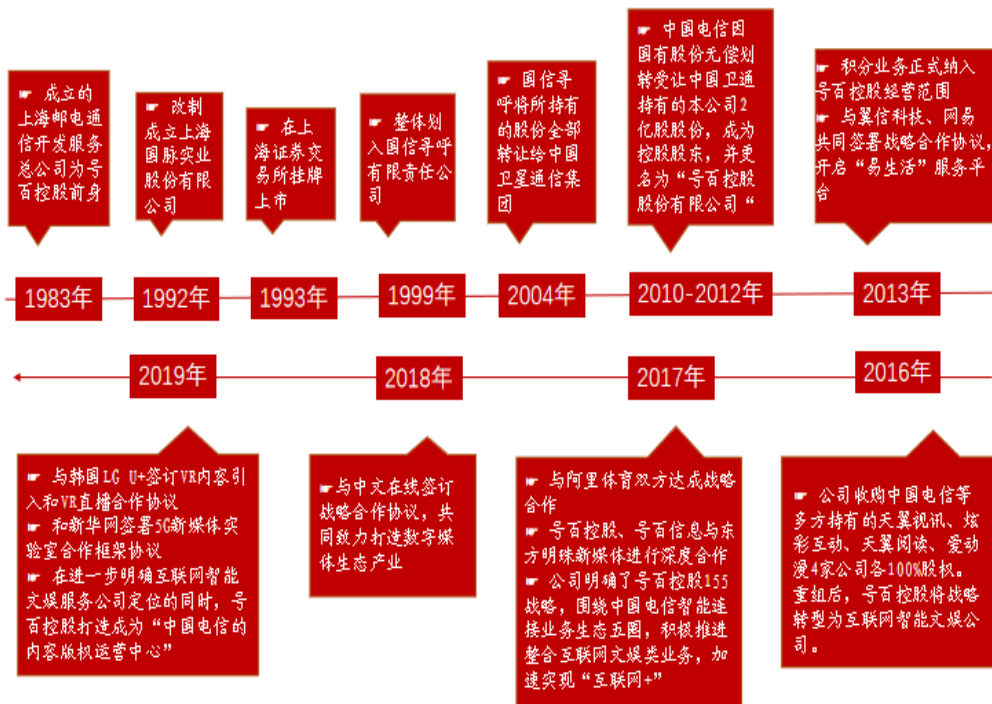 ☛ 成立的
上海邮电通
信开发服务
总公司为号
百控股前身
☛ 改制
成立上海
国脉实业
股份有限
公司
☛ 在上
海证券交
易所挂牌
上市
☛ 整体划
入国信寻呼
有限责任公
司
☛ 国信寻
呼将所持有
的股份全部
转让给中国
卫星通信集
团
☛ 中国电信因
国有股份无偿划
转受让中国卫通
持有的本公司2
亿股股份，成为
控股股东，并更
名为“号百控股
股份有限公司“
☛ 积分业务正式纳入
号百控股经营范围
☛ 与翼信科技、网易
共同签署战略合作协议，
开启“易生活”服务平
台
1983年
1992年
1993年
1999年
2004年
2010-2012年
2013年
2019年
2018年
2017年
2016年
☛ 与韩国LG U+签订VR内容引
入和VR直播合作协议
☛ 和新华网签署5G新媒体实
验室合作框架协议
☛ 在进一步明确互联网智能
文娱服务公司定位的同时，号
百控股打造成为“中国电信的
内容版权运营中心”
☛与中文在线签订
战略合作协议，共
同致力打造数字媒
体生态产业
☛ 与阿里体育双方达成战略
合作
☛ 号百控股、号百信息与东
方明珠新媒体进行深度合作
☛ 公司明确了号百控股155
战略，围绕中国电信智能连
接业务生态五圈，积极推进
整合互联网文娱类业务，加
速实现“互联网+”
☛ 公司收购中国电信等
多方持有的天翼视讯、炫
彩互动、天翼阅读、爱动
漫4家公司各100%股权。
重组后，号百控股将战略
转型为互联网智能文娱公
司。